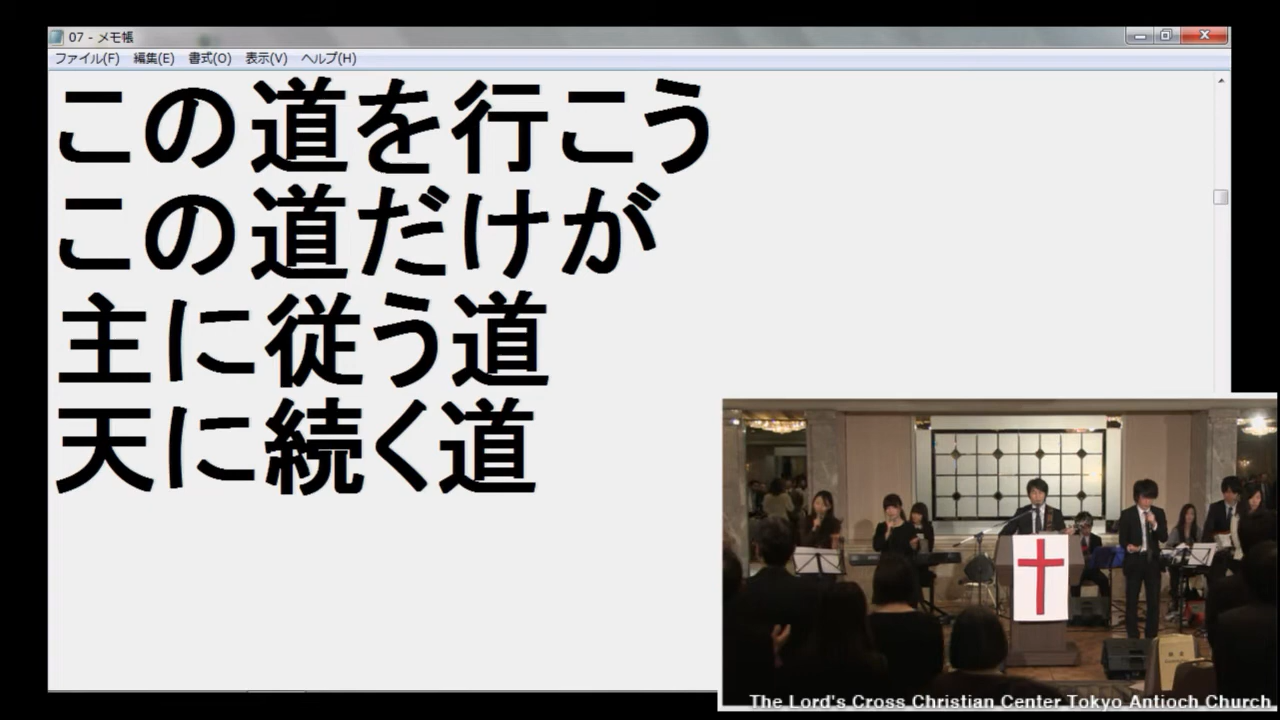 07 - メモ帳
ファイル(F) 編集(E) 書式(O) 表示(V) ヘルプ(H)
この道を行こう
この道だけが
主に従う道
天に続く道
The Lord's Cross Christian Center Tokyo Antioch Church